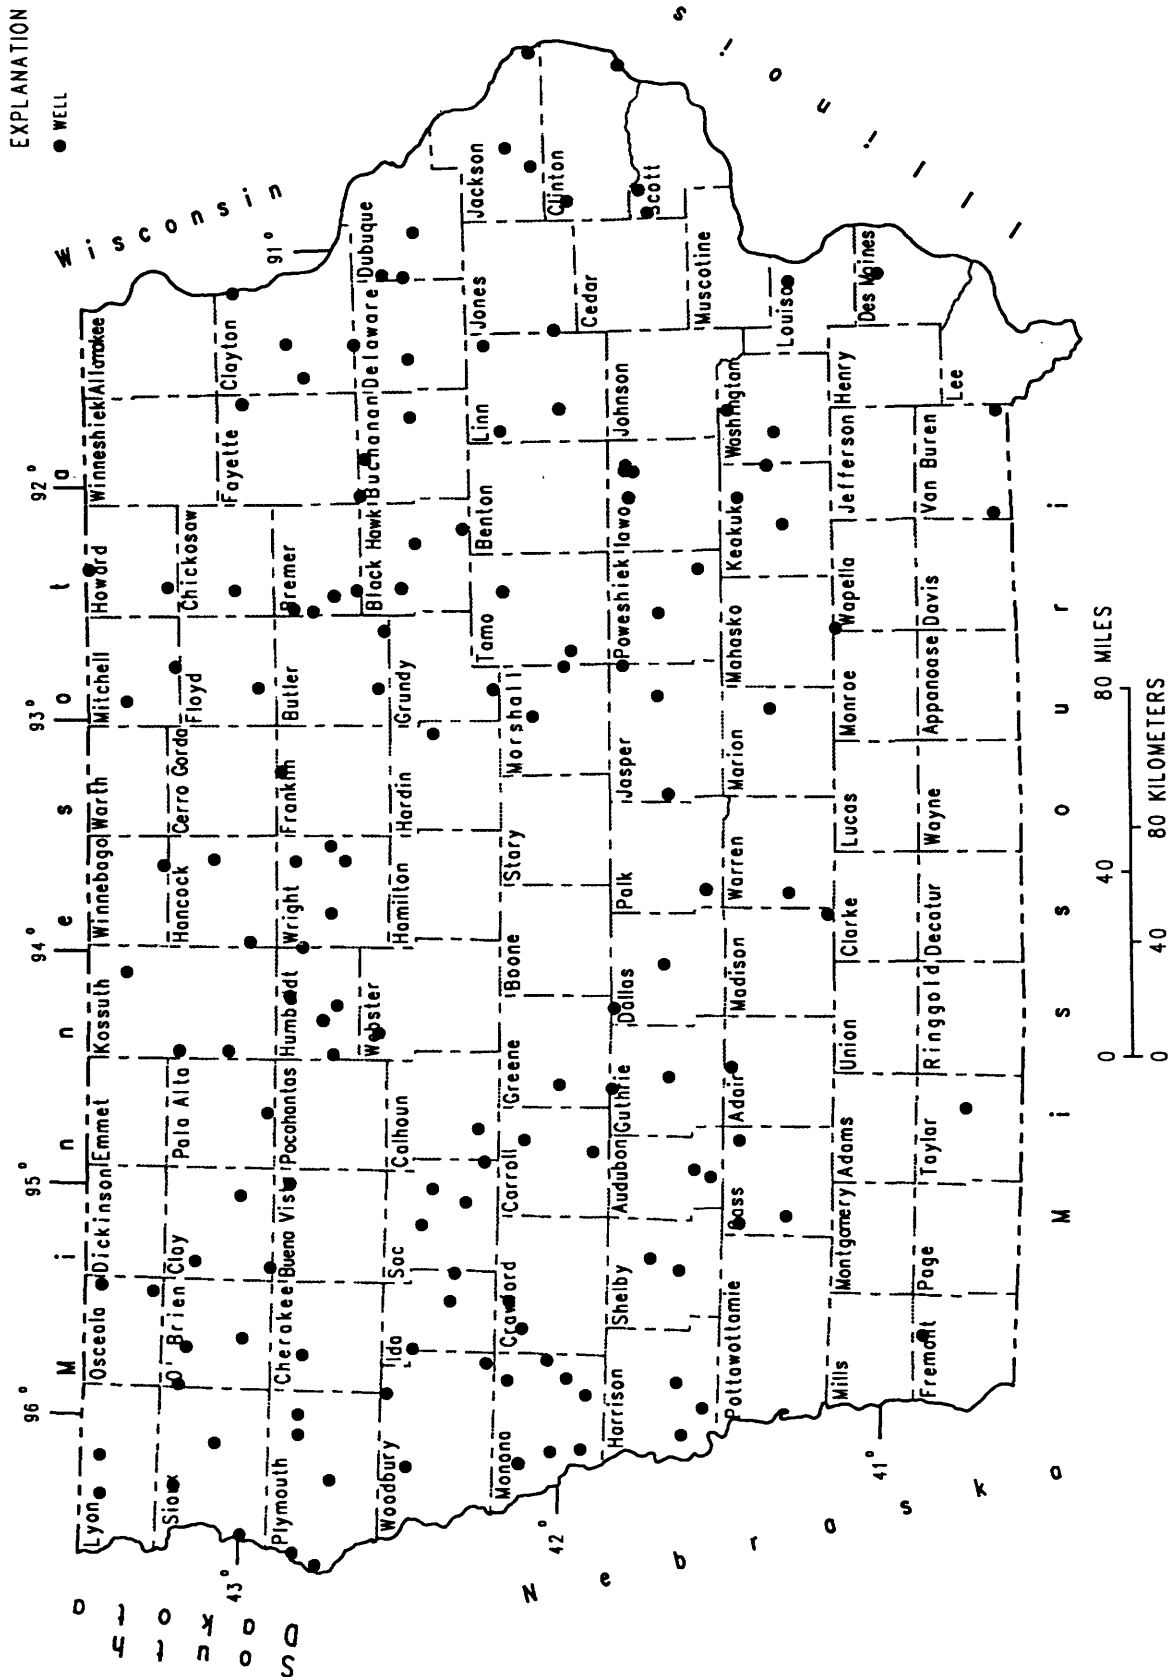 EXPLANATION
WELL
Minnesota
Wisconsin
Illinois
Missouri
Nebraska
South Dakota
96°
95°
94°
93°
92°
91°
43°
42°
41°
Lyon
Osceola
Dickinson
Emmet
Kossuth
Winnebago
Worth
Mitchell
Howard
Winneshiek
Allamakee
Sioux
O'Brien
Clay
Palo Alto
Hancock
Cerro Gordo
Floyd
Chickasaw
Fayette
Clayton
Plymouth
Cherokee
Buena Vista
Pocahontas
Humboldt
Wright
Franklin
Butler
Bremer
Woodbury
Ida
Sac
Calhoun
Webster
Hamilton
Hardin
Grundy
Black Hawk
Buchanan
Delaware
Dubuque
Monona
Crawford
Carroll
Greene
Boone
Story
Marshall
Tama
Benton
Linn
Jones
Jackson
Harrison
Shelby
Audubon
Guthrie
Dallas
Polk
Jasper
Poweshiek
Iowa
Johnson
Cedar
Clinton
Scott
Pottawattamie
Cass
Adair
Madison
Warren
Marion
Mahaska
Keokuk
Washington
Muscatine
Louisa
Mills
Montgomery
Adams
Union
Clarke
Lucas
Monroe
Wapello
Jefferson
Henry
Des Moines
Fremont
Page
Taylor
Ringgold
Decatur
Wayne
Appanoose
Davis
Van Buren
Lee
0 40 80 MILES
0 40 80 KILOMETERS